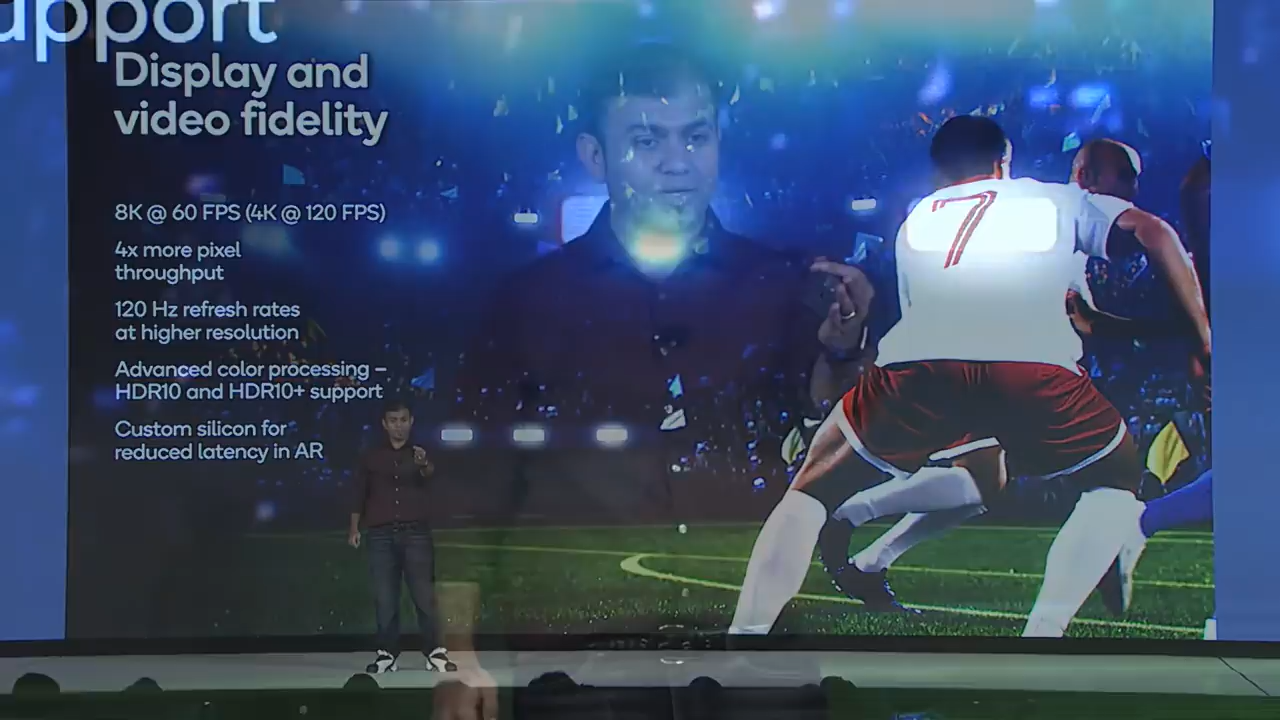 upport
Display and
video fidelity
8K @ 60 FPS (4K @ 120 FPS)
4x more pixel
throughput
120 Hz refresh rates
at higher resolution
Advanced color processing –
HDR10 and HDR10+ support
Custom silicon for
reduced latency in AR
7